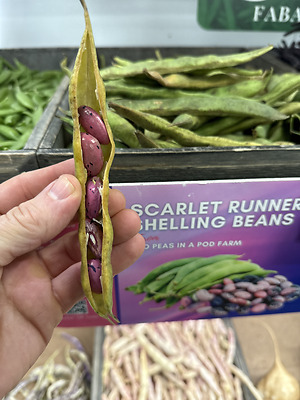 FABA
SCARLET RUNNER
SHELLING BEANS
O PEAS IN A POD FARM